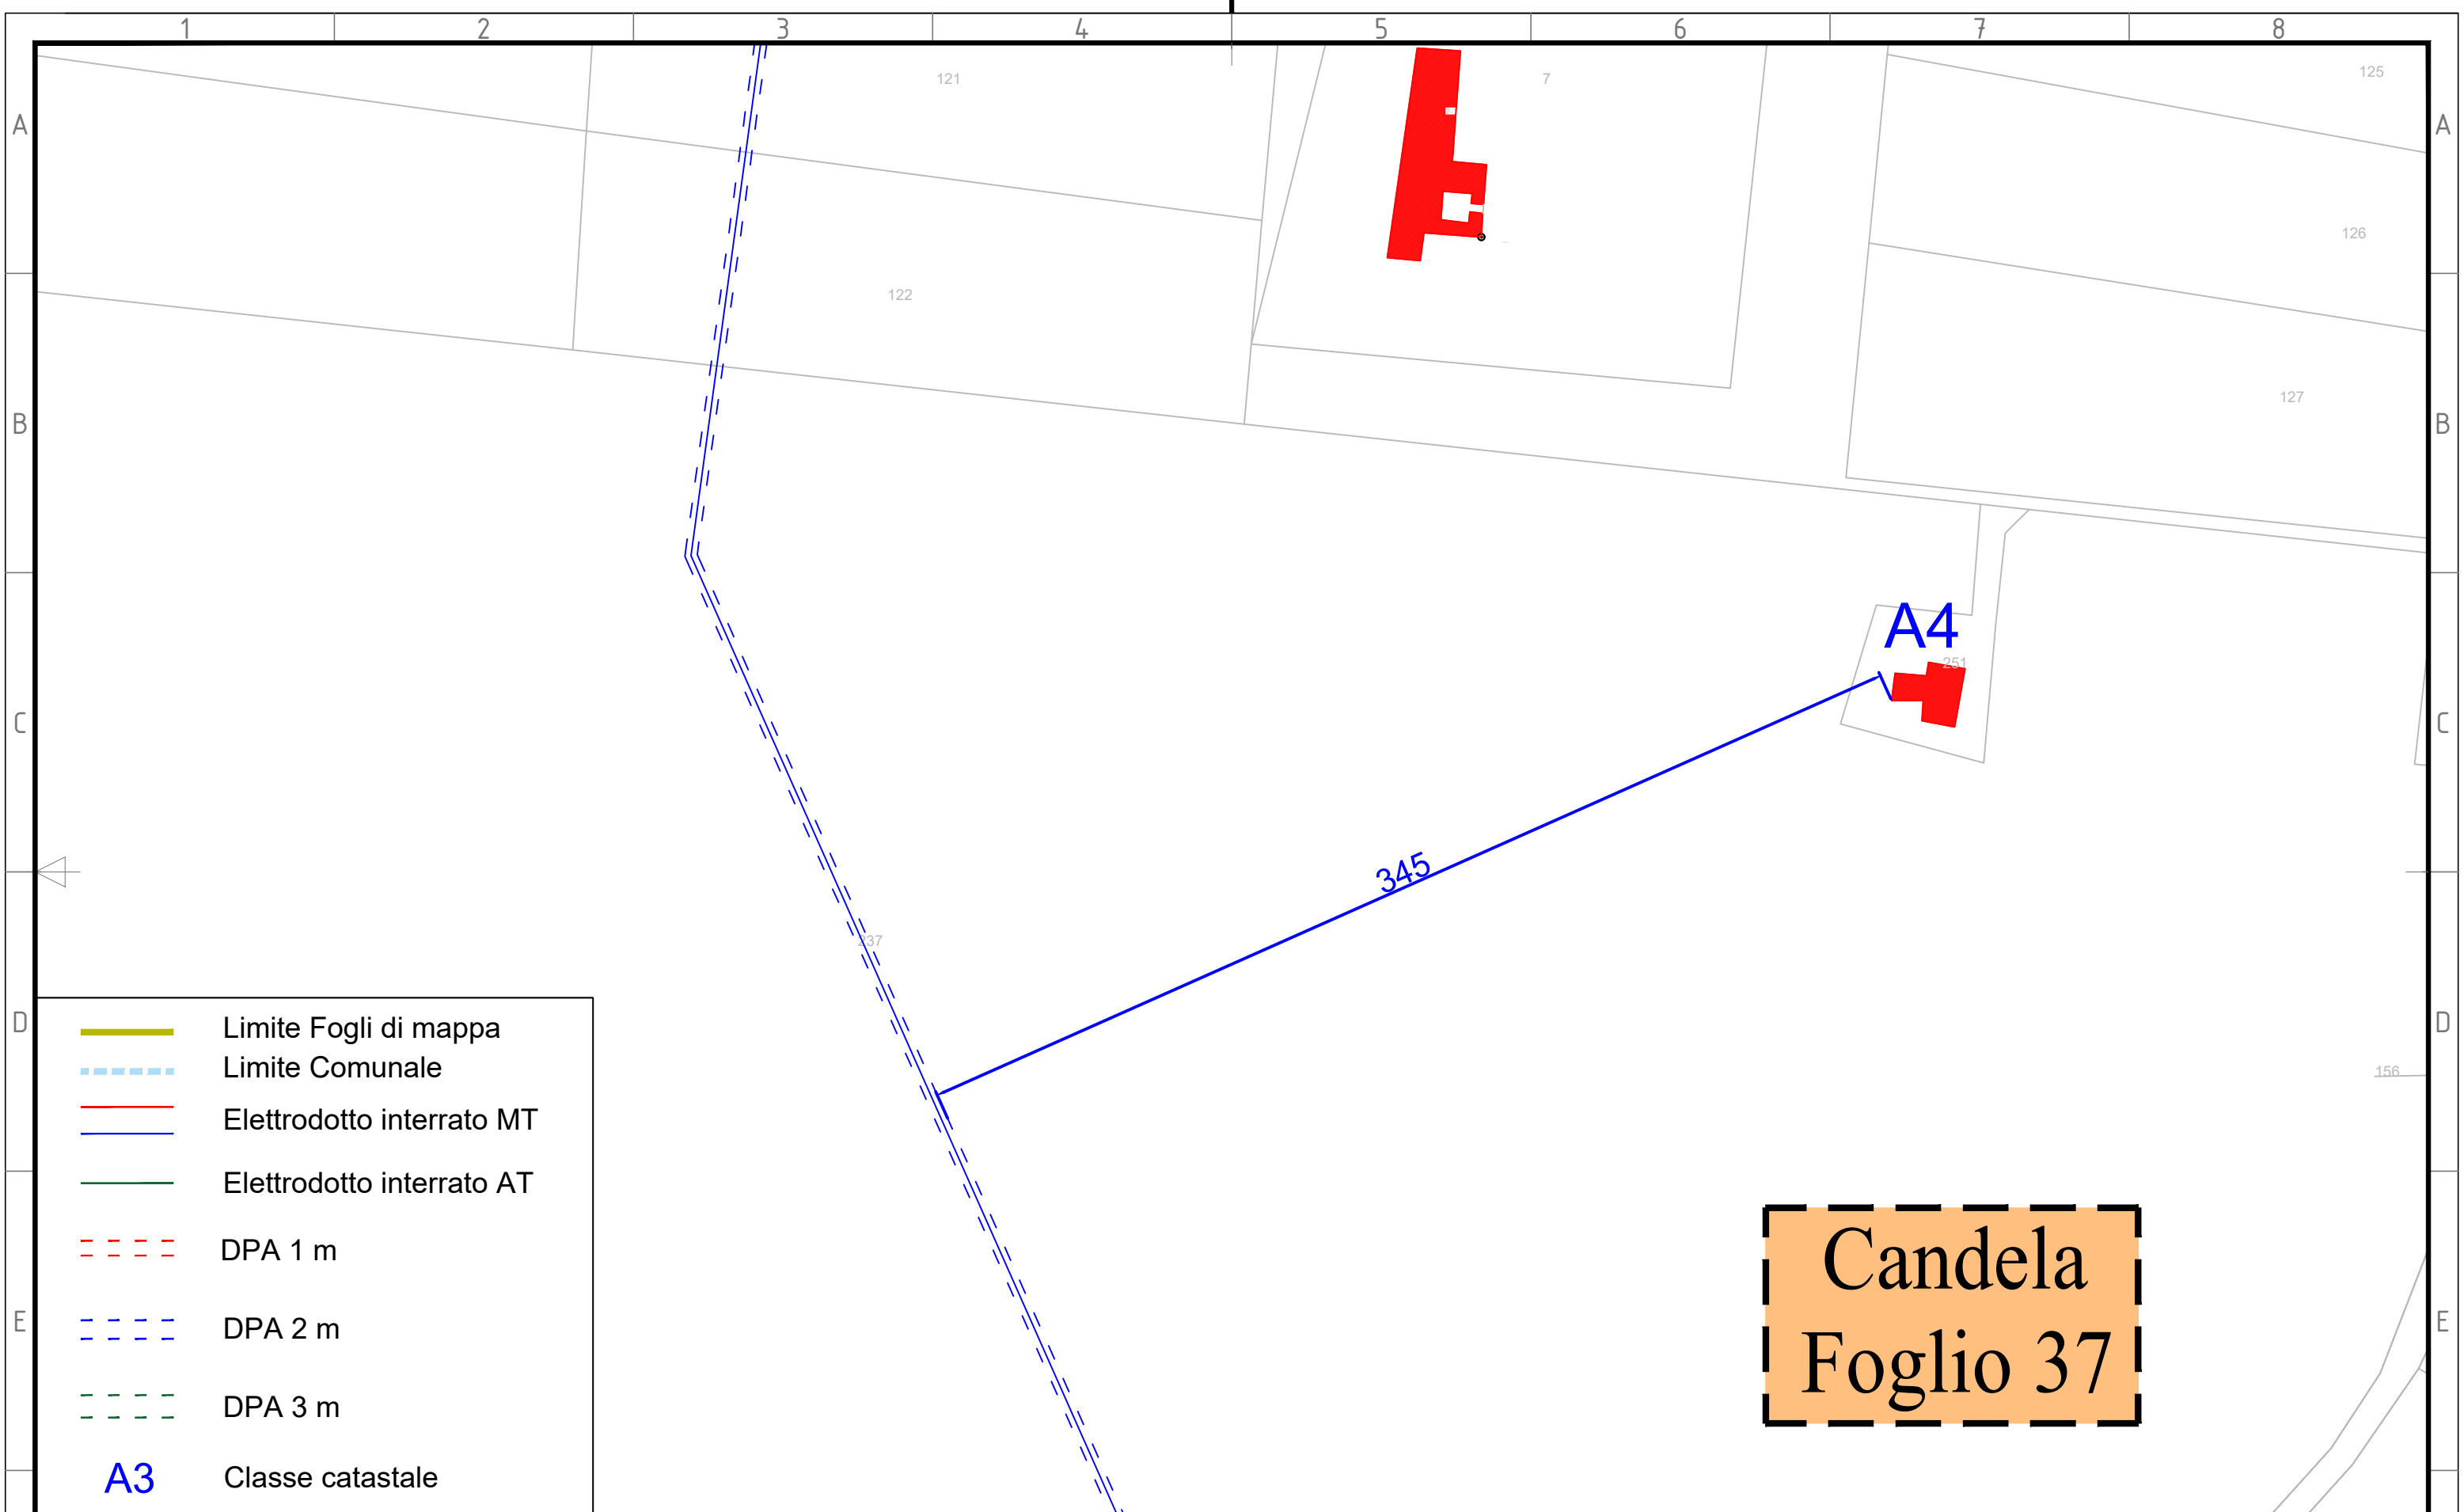 1 2 3 4 5 6 7 8
A A
121 7 125
126
122
127
B B
A4
251
C C
345
237
D D
Limite Fogli di mappa
Limite Comunale
Elettrodotto interrato MT
156
Elettrodotto interrato AT
DPA 1 m
Candela
Foglio 37
E E
DPA 2 m
DPA 3 m
A3 Classe catastale